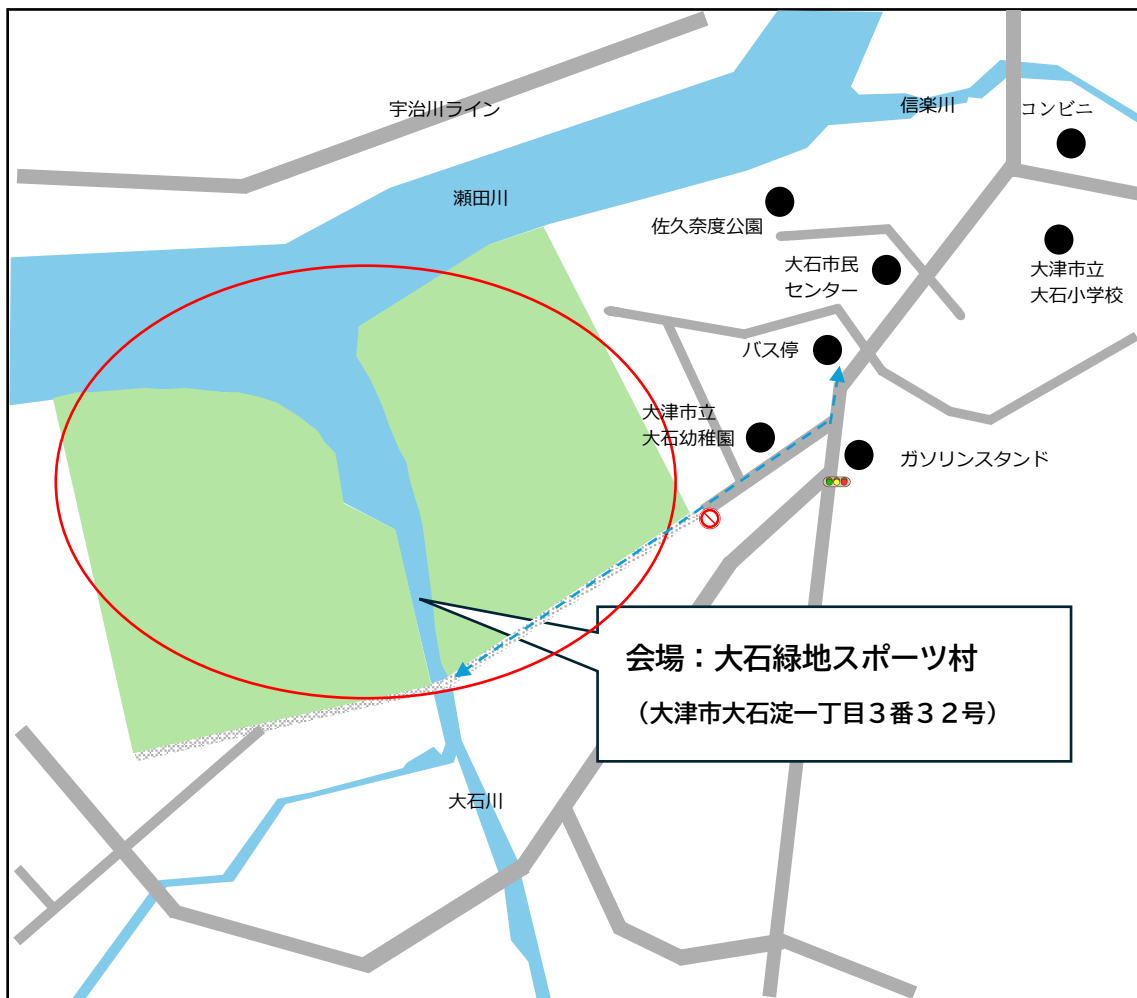 宇治川ライン
信楽川
コンビニ
瀬田川
佐久奈度公園
大石市民
センター
大津市立
大石小学校
バス停
大津市立
大石幼稚園
ガソリンスタンド
会場：大石緑地スポーツ村
（大津市大石淀一丁目３番３２号）
大石川